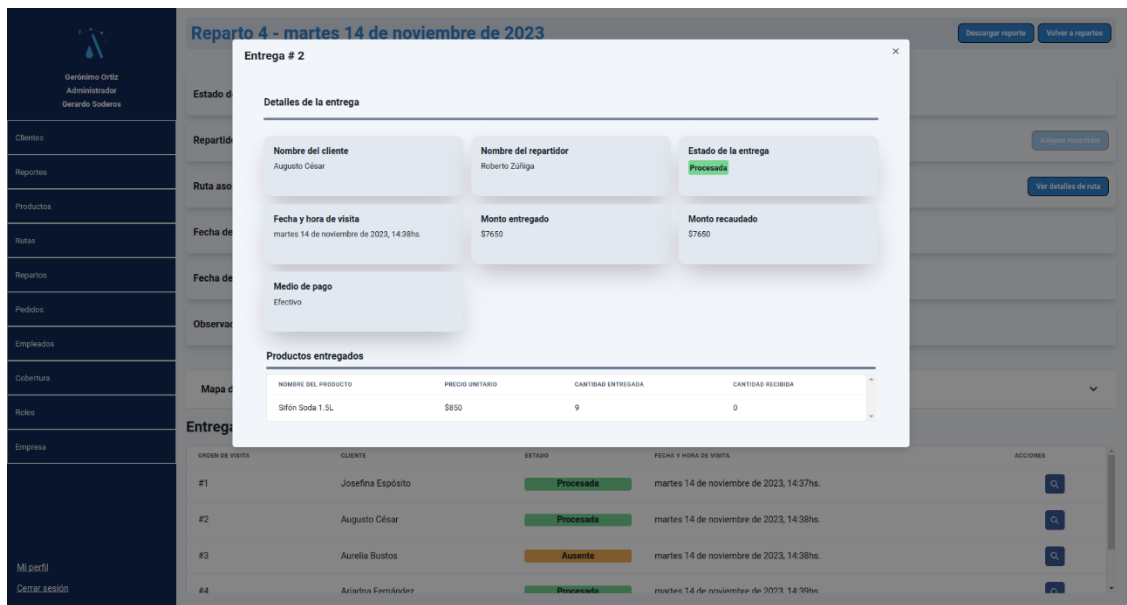 Gerónimo Ortiz
Administrador
Gerardo Soderos
Clientes
Reportes
Productos
Rutas
Repartos
Pedidos
Empleados
Cobertura
Roles
Empresa
Mi perfil
Cerrar sesión
Reparto 4 - martes 14 de noviembre de 2023
Descargar reporte
Volver a repartos
Estado d
Repartid
Asignar repartidor
Ruta aso
Ver detalles de ruta
Fecha de
Fecha de
Observac
Mapa d
Entrega # 2
×
Detalles de la entrega
Nombre del cliente
Augusto César
Nombre del repartidor
Roberto Zúñiga
Estado de la entrega
Procesada
Fecha y hora de visita
martes 14 de noviembre de 2023, 14:38hs.
Monto entregado
$7650
Monto recaudado
$7650
Medio de pago
Efectivo
Productos entregados
NOMBRE DEL PRODUCTO PRECIO UNITARIO CANTIDAD ENTREGADA CANTIDAD RECIBIDA
Sifón Soda 1.5L $850 9 0
Entrega
ORDEN DE VISITA CLIENTE ESTADO FECHA Y HORA DE VISITA ACCIONES
#1 Josefina Espósito Procesada martes 14 de noviembre de 2023, 14:37hs.
#2 Augusto César Procesada martes 14 de noviembre de 2023, 14:38hs.
#3 Aurelia Bustos Ausente martes 14 de noviembre de 2023, 14:38hs.
#4 Ariadna Fernández Procesada martes 14 de noviembre de 2023, 14:39hs.